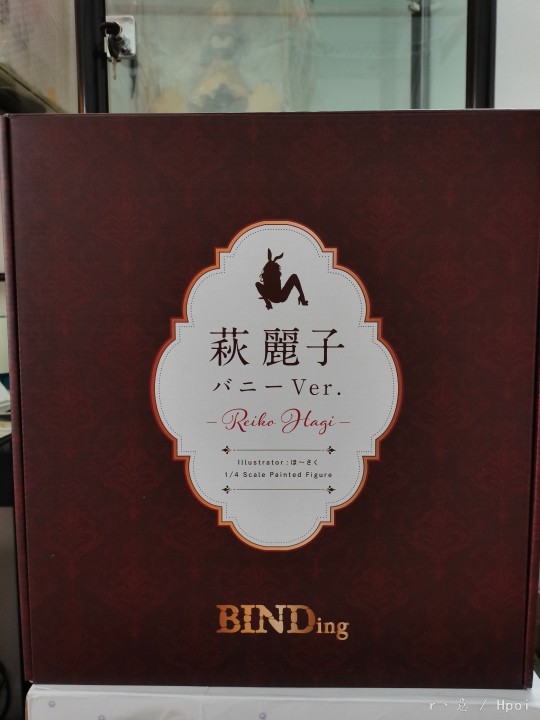 萩 麗子
バニーVer.
– Reiko Hagi –
Illustrator : ほ〜さく
1/4 Scale Painted Figure
BINDing
/ Hpoi